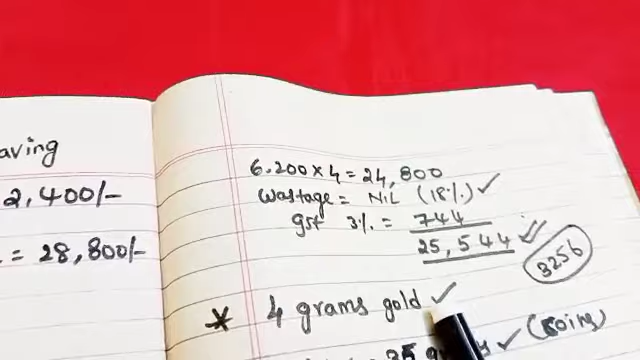 aving
2,400/-
= 28,800/-
6.200 x 4 = 24,800
Wastage = NIL (18%) ✓
gst 3% = 744
25,544 ✓✓
3256
* 4 grams gold ✓